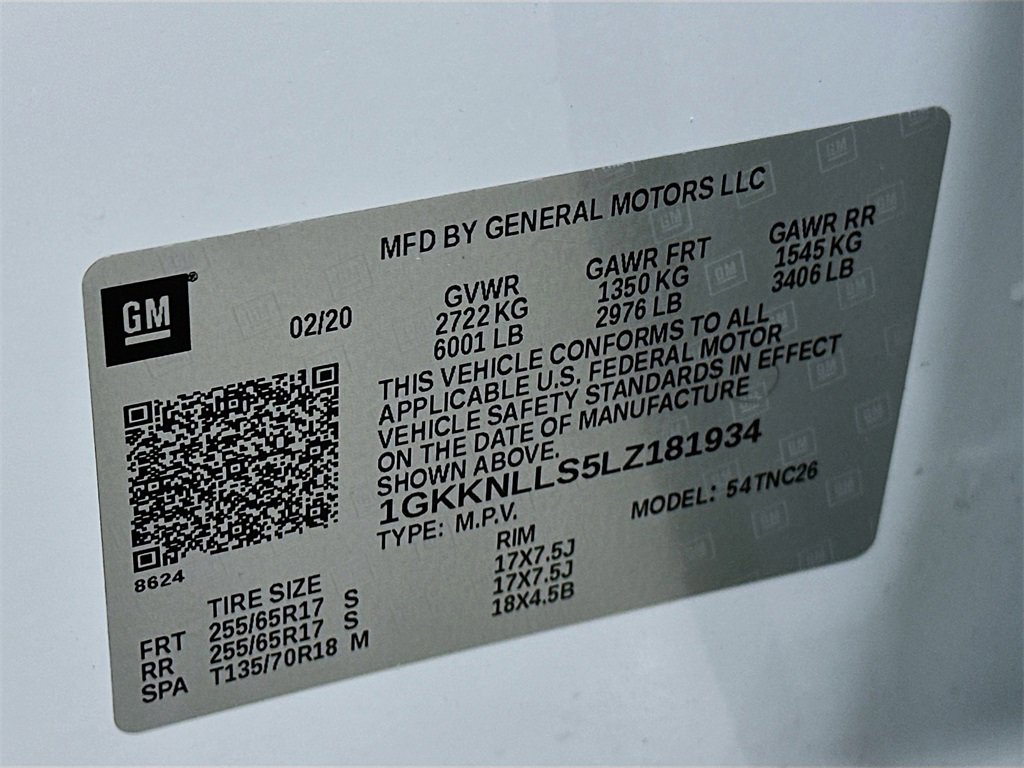 MFD BY GENERAL MOTORS LLC
GM®
02/20
GVWR
2722 KG
6001 LB
GAWR FRT
1350 KG
2976 LB
GAWR RR
1545 KG
3406 LB
THIS VEHICLE CONFORMS TO ALL
APPLICABLE U.S. FEDERAL MOTOR
VEHICLE SAFETY STANDARDS IN EFFECT
ON THE DATE OF MANUFACTURE
SHOWN ABOVE.
1GKKNLLS5LZ181934
TYPE: M.P.V.
MODEL: 54TNC26
8624
TIRE SIZE RIM
FRT 255/65R17 S 17X7.5J
RR 255/65R17 S 17X7.5J
SPA T135/70R18 M 18X4.5B